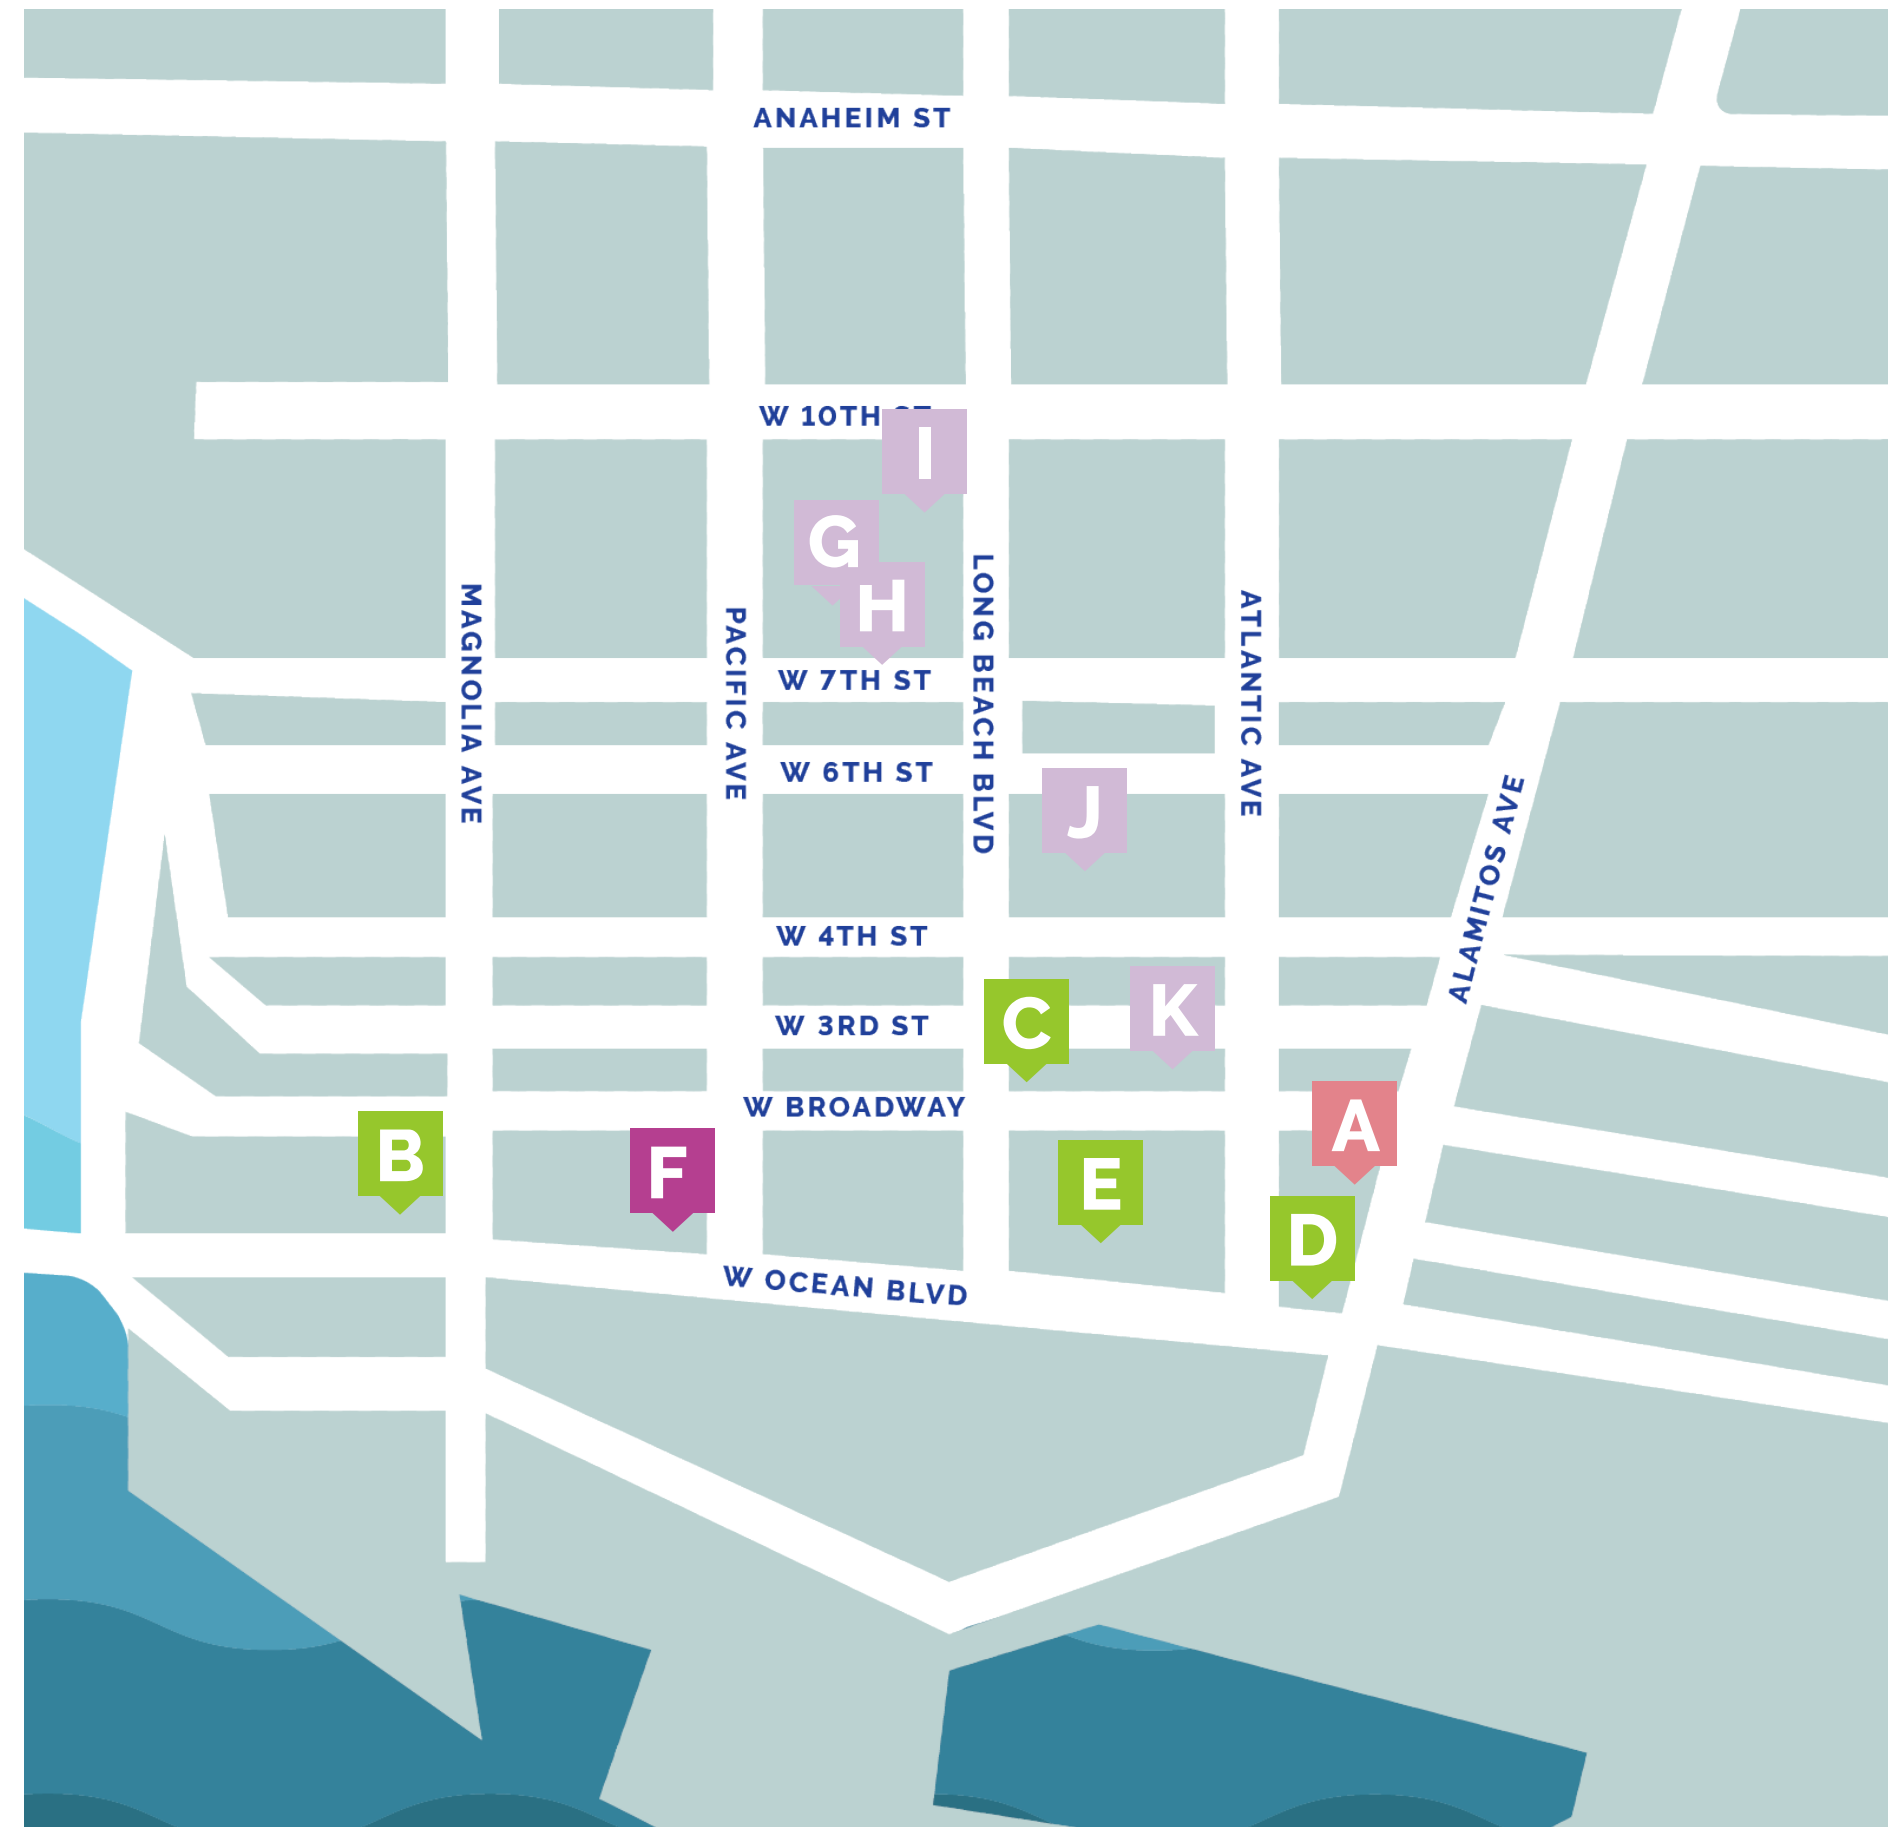 ANAHEIM ST
W 10TH ST
I
G
H
MAGNOLIA AVE
PACIFIC AVE
LONG BEACH BLVD
ATLANTIC AVE
W 7TH ST
W 6TH ST
J
ALAMITOS AVE
W 4TH ST
C
K
W 3RD ST
W BROADWAY
A
B
F
E
D
W OCEAN BLVD